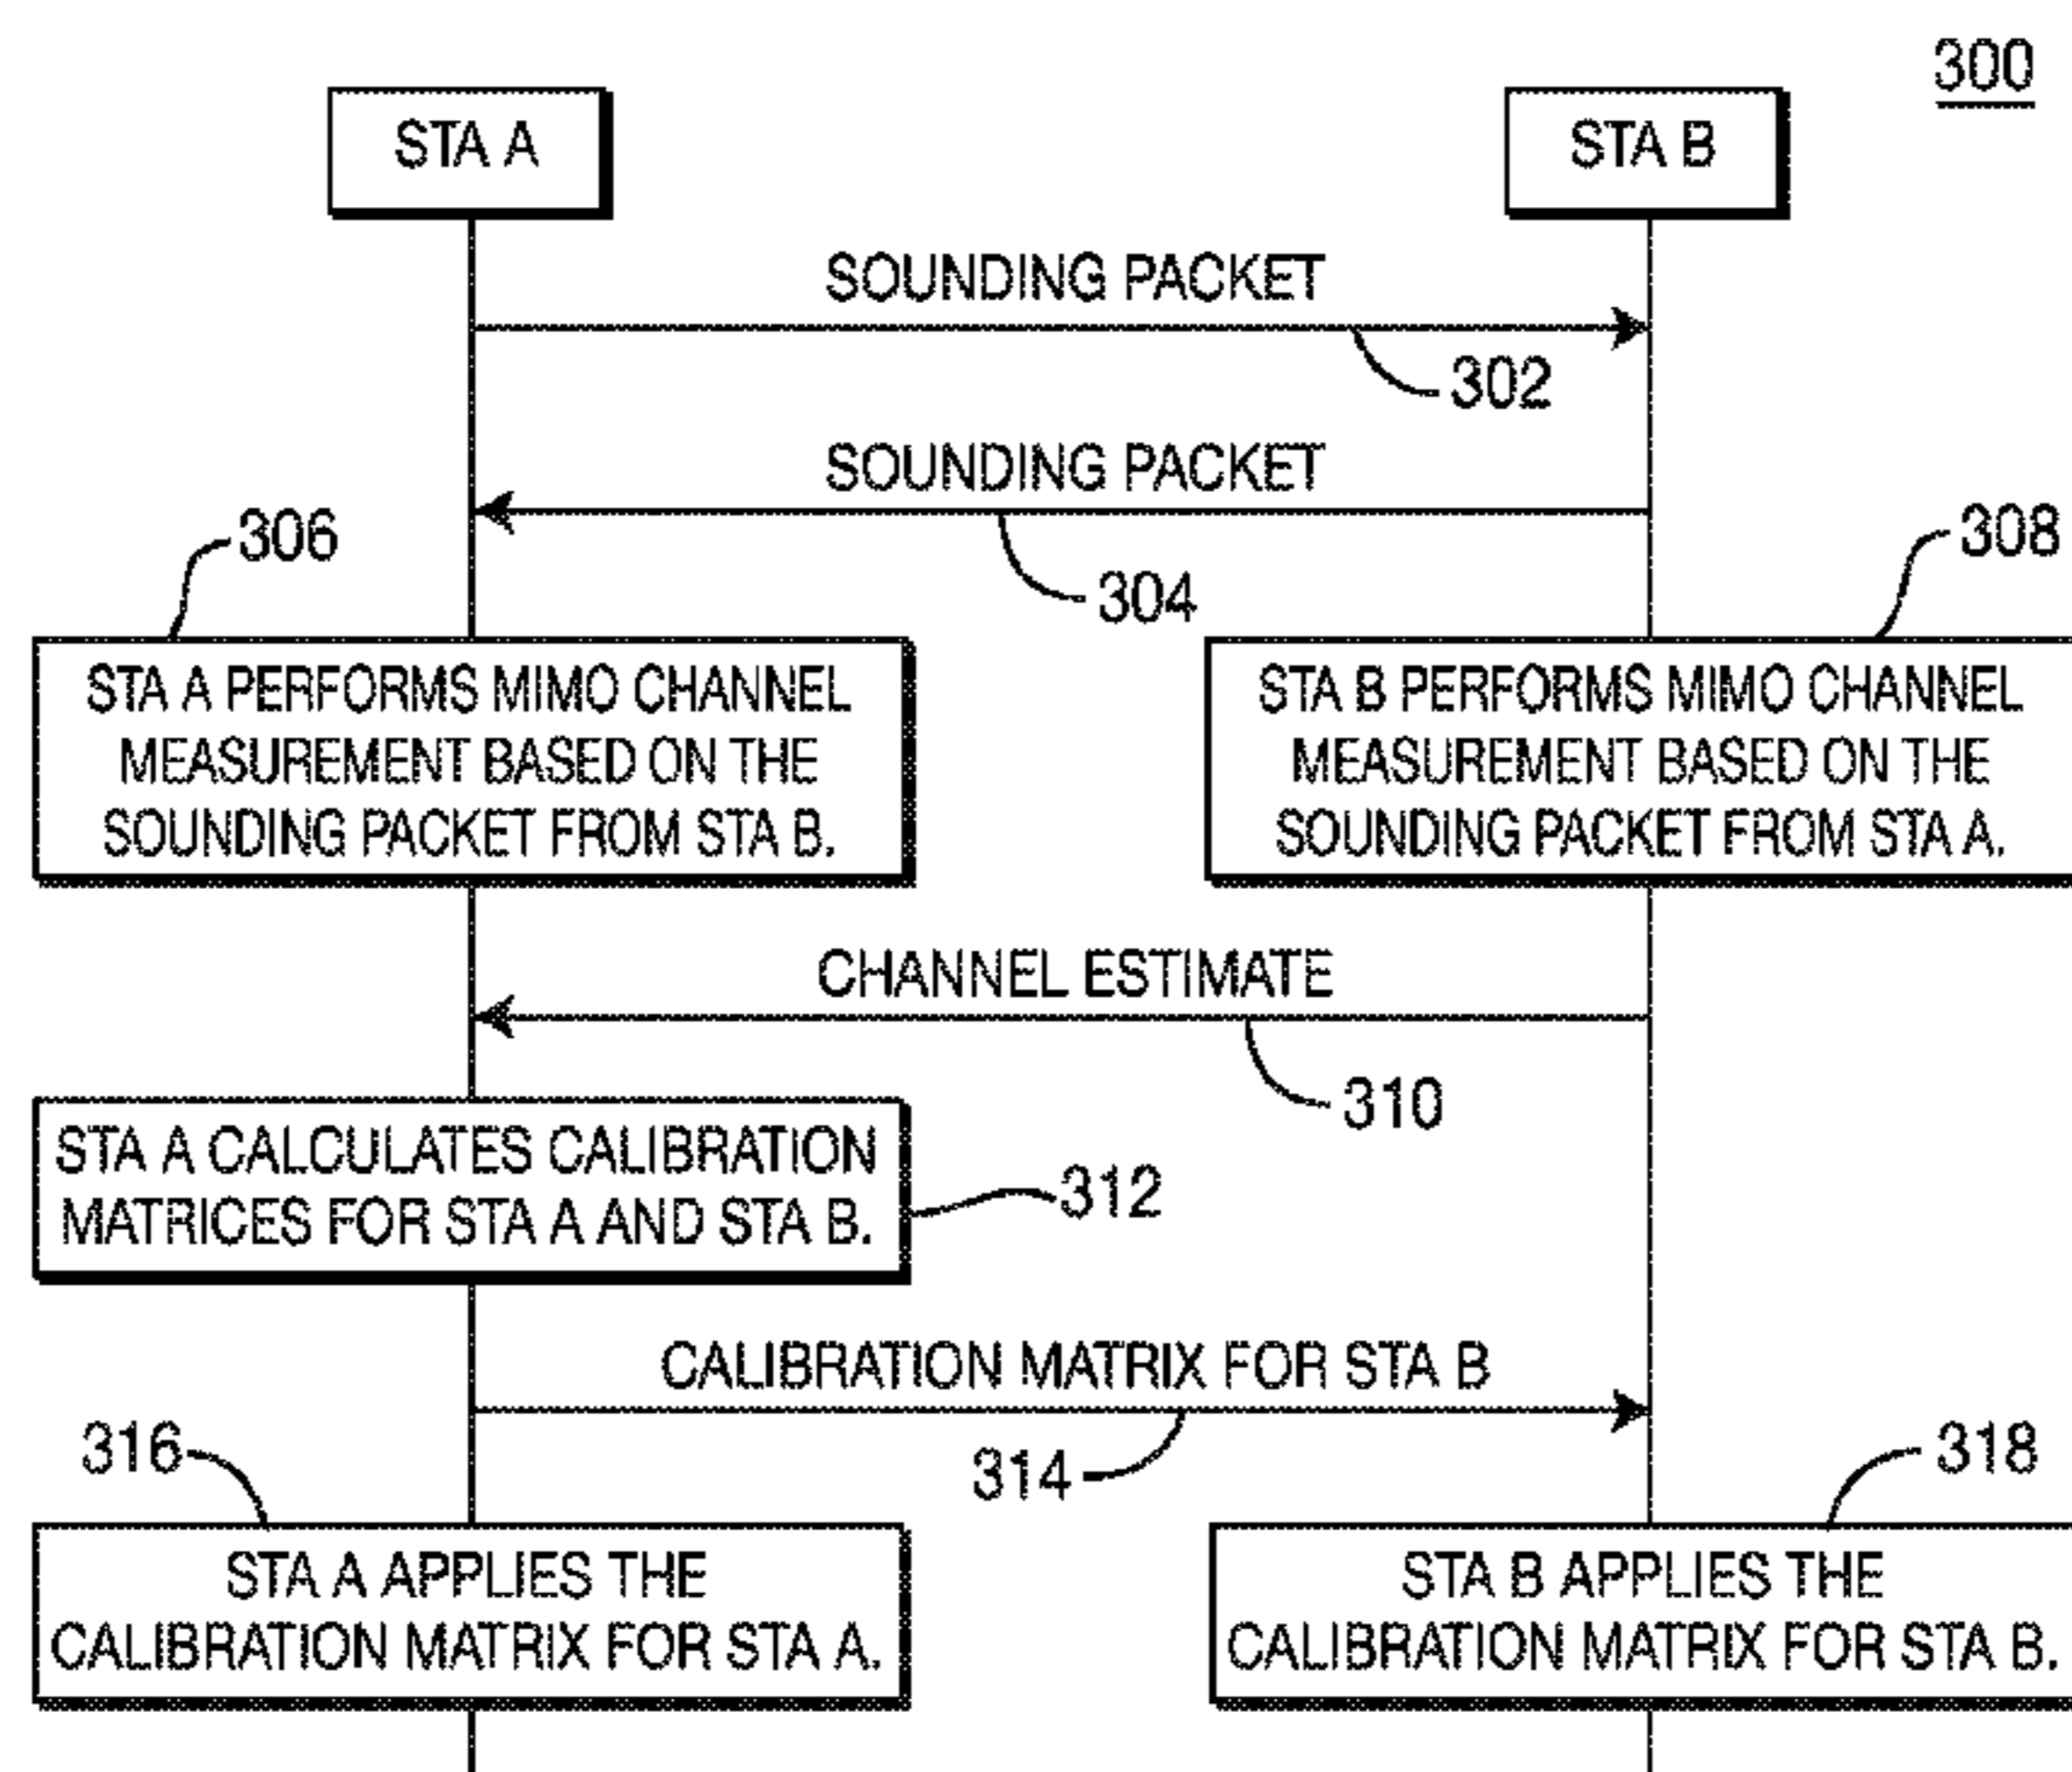 300
STA A
STA B
SOUNDING PACKET
302
SOUNDING PACKET
304
306
308
STA A PERFORMS MIMO CHANNEL
MEASUREMENT BASED ON THE
SOUNDING PACKET FROM STA B.
STA B PERFORMS MIMO CHANNEL
MEASUREMENT BASED ON THE
SOUNDING PACKET FROM STA A.
CHANNEL ESTIMATE
310
STA A CALCULATES CALIBRATION
MATRICES FOR STA A AND STA B.
312
CALIBRATION MATRIX FOR STA B
314
316
318
STA A APPLIES THE
CALIBRATION MATRIX FOR STA A.
STA B APPLIES THE
CALIBRATION MATRIX FOR STA B.